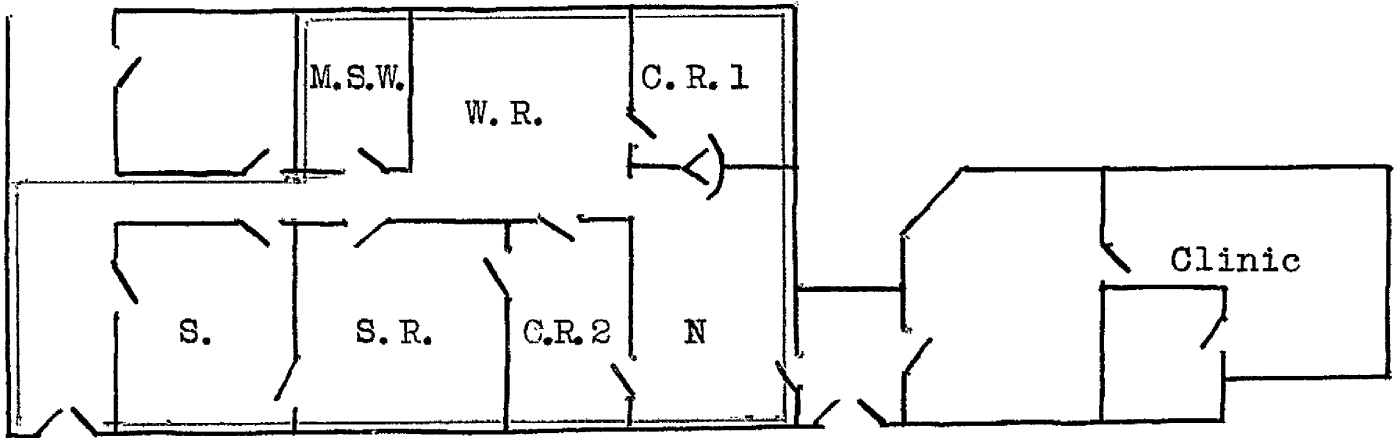 M.S.W.
W. R.
C. R. 1
Clinic
S.
S. R.
C.R. 2
N